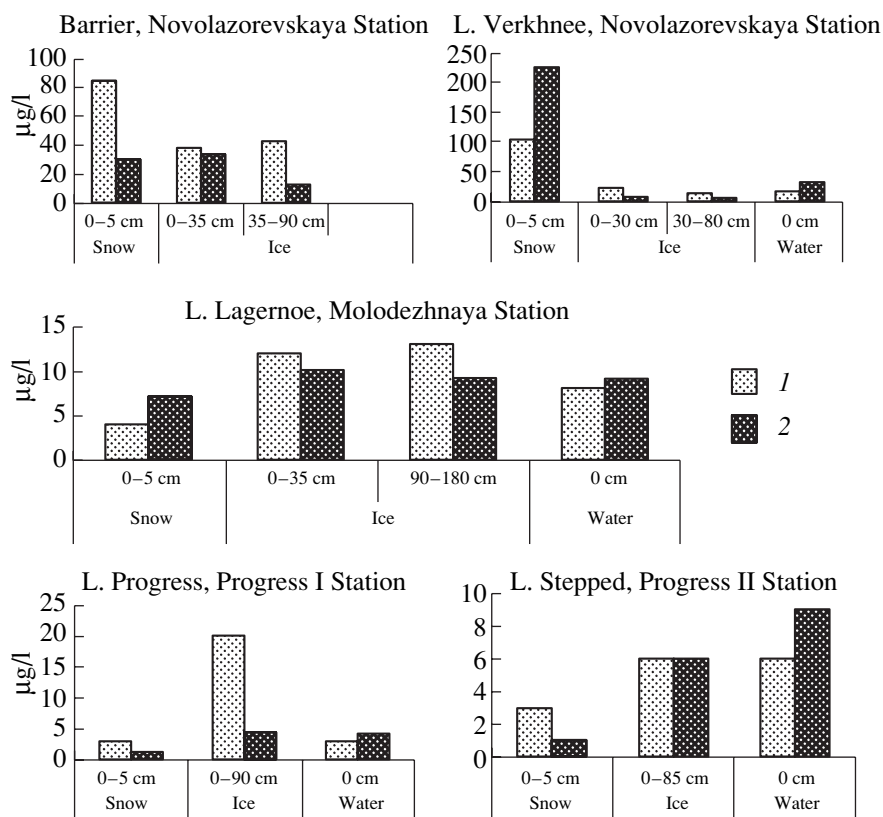 Barrier, Novolazorevskaya Station
µg/l
100
80
60
40
20
0
0–5 cm 0–35 cm 35–90 cm
Snow Ice
L. Verkhnee, Novolazorevskaya Station
250
200
150
100
50
0
0–5 cm 0–30 cm 30–80 cm 0 cm
Snow Ice Water
L. Lagernoe, Molodezhnaya Station
µg/l
15
10
5
0
0–5 cm 0–35 cm 90–180 cm 0 cm
Snow Ice Water
1
2
L. Progress, Progress I Station
µg/l
25
20
15
10
5
0
0–5 cm 0–90 cm 0 cm
Snow Ice Water
L. Stepped, Progress II Station
10
8
6
4
2
0
0–5 cm 0–85 cm 0 cm
Snow Ice Water